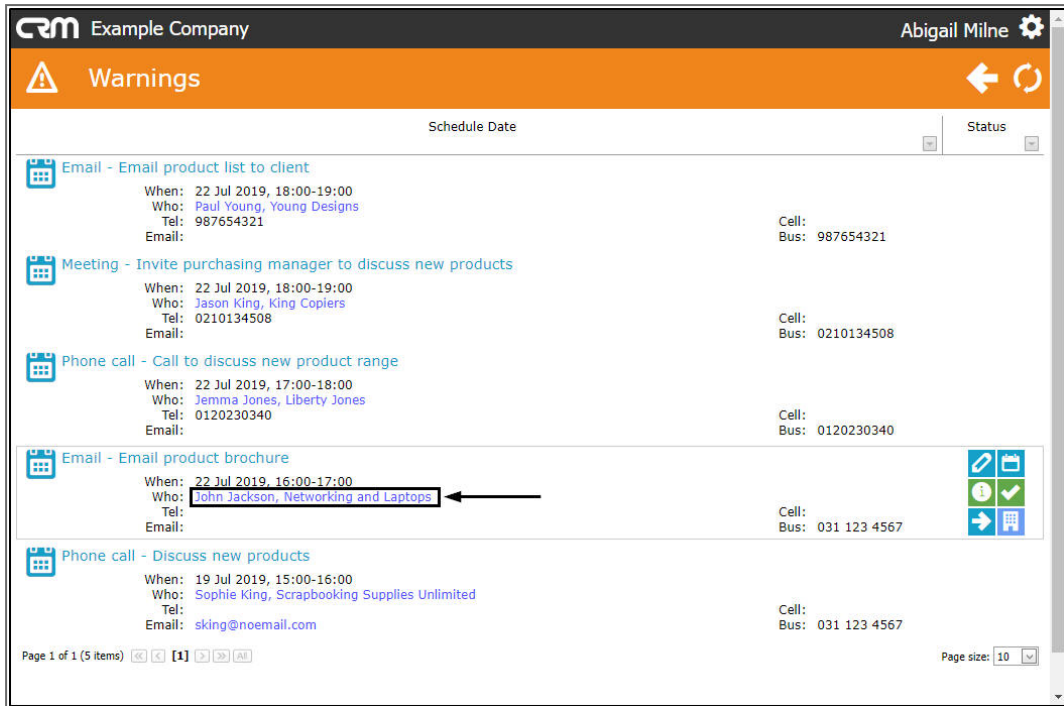 CRM Example Company
Abigail Milne
Warnings
Schedule Date
Status
Email - Email product list to client
When: 22 Jul 2019, 18:00-19:00
Who: Paul Young, Young Designs
Tel: 987654321
Cell:
Email:
Bus: 987654321
Meeting - Invite purchasing manager to discuss new products
When: 22 Jul 2019, 18:00-19:00
Who: Jason King, King Copiers
Tel: 0210134508
Cell:
Email:
Bus: 0210134508
Phone call - Call to discuss new product range
When: 22 Jul 2019, 17:00-18:00
Who: Jemma Jones, Liberty Jones
Tel: 0120230340
Cell:
Email:
Bus: 0120230340
Email - Email product brochure
When: 22 Jul 2019, 16:00-17:00
Who: John Jackson, Networking and Laptops
Tel:
Cell:
Email:
Bus: 031 123 4567
Phone call - Discuss new products
When: 19 Jul 2019, 15:00-16:00
Who: Sophie King, Scrapbooking Supplies Unlimited
Tel:
Cell:
Email: sking@noemail.com
Bus: 031 123 4567
Page 1 of 1 (5 items) [1] All
Page size: 10